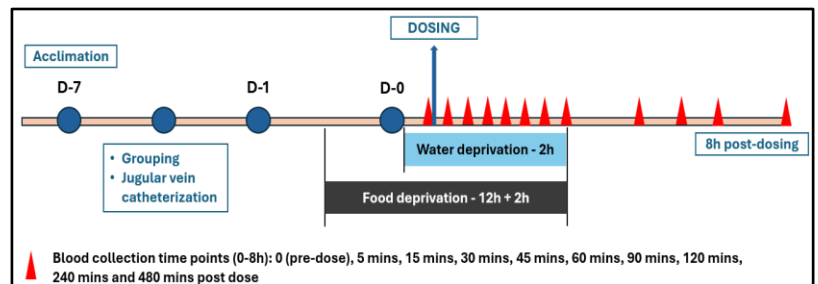 DOSING
Acclimation
D-7
D-1
D-0
Water deprivation - 2h
8h post-dosing
• Grouping
• Jugular vein
catheterization
Food deprivation - 12h + 2h
Blood collection time points (0-8h): 0 (pre-dose), 5 mins, 15 mins, 30 mins, 45 mins, 60 mins, 90 mins, 120 mins,
240 mins and 480 mins post dose